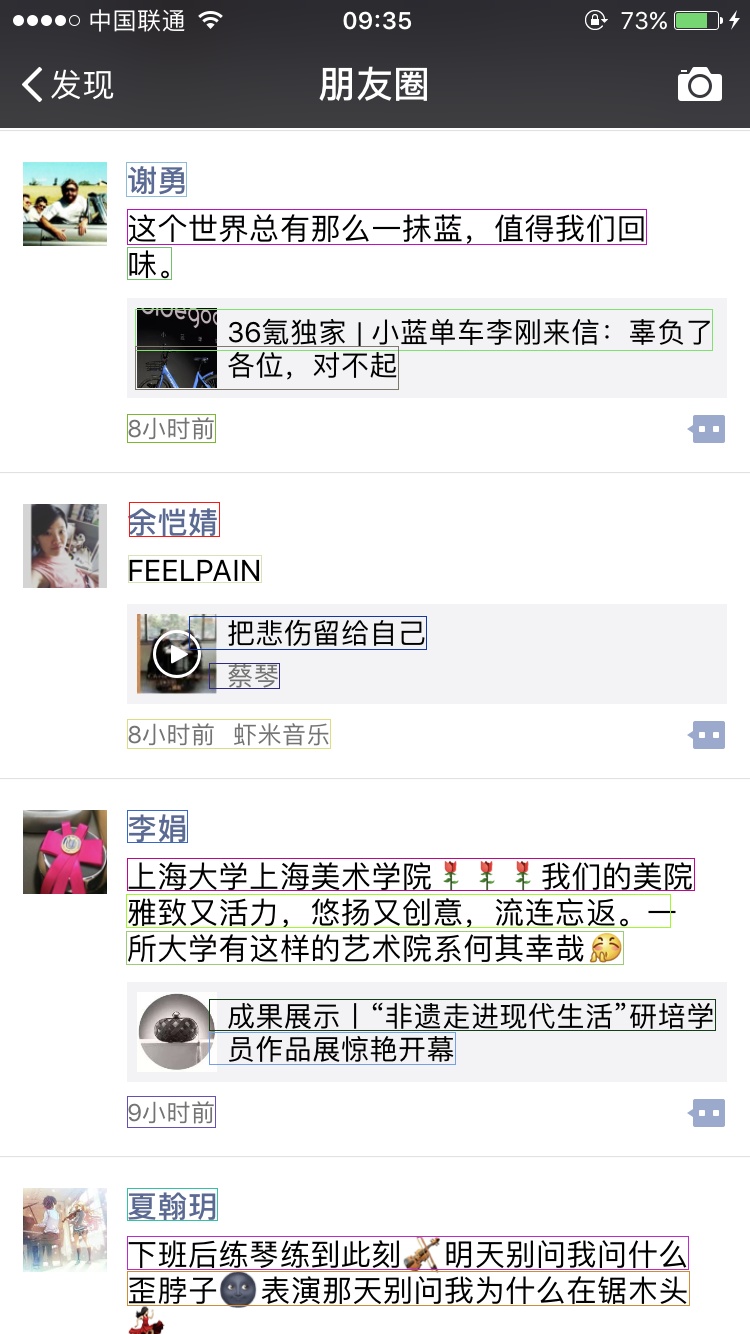 中国联通 09:35 73%
发现 朋友圈
谢勇
这个世界总有那么一抹蓝，值得我们回
味。
36氪独家 | 小蓝单车李刚来信：辜负了
各位，对不起
8小时前
余恺婧
FEELPAIN
把悲伤留给自己
蔡琴
8小时前 虾米音乐
李娟
上海大学上海美术学院🌹🌹🌹我们的美院
雅致又活力，悠扬又创意，流连忘返。一
所大学有这样的艺术院系何其幸哉🤭
成果展示丨“非遗走进现代生活”研培学
员作品展惊艳开幕
9小时前
夏翰玥
下班后练琴练到此刻🎻明天别问我问什么
歪脖子🌚表演那天别问我为什么在锯木头
💃